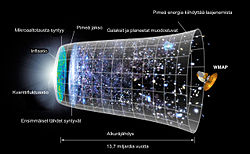 Pimeä energia kiihdyttää laajenemista
Pimeä jakso
Mikroaaltotausta syntyy
Galaksit ja planeetat muodostuvat
Inflaatio
WMAP
Kvanttifluktuaatio
Ensimmäiset tähdet syntyvät
Alkuräjähdys
13,7 miljardia vuotta